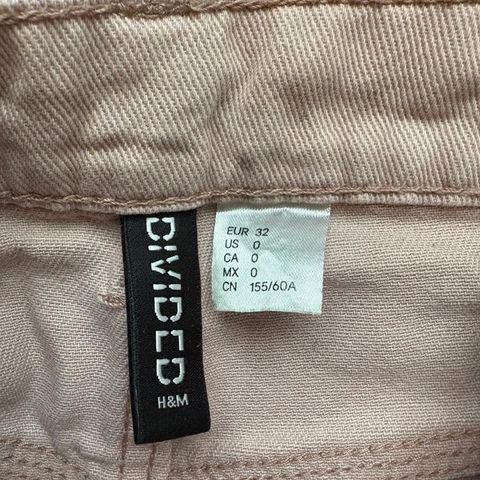 DIVIDED
H&M
EUR 32
US 0
CA 0
MX 0
CN 155/60A